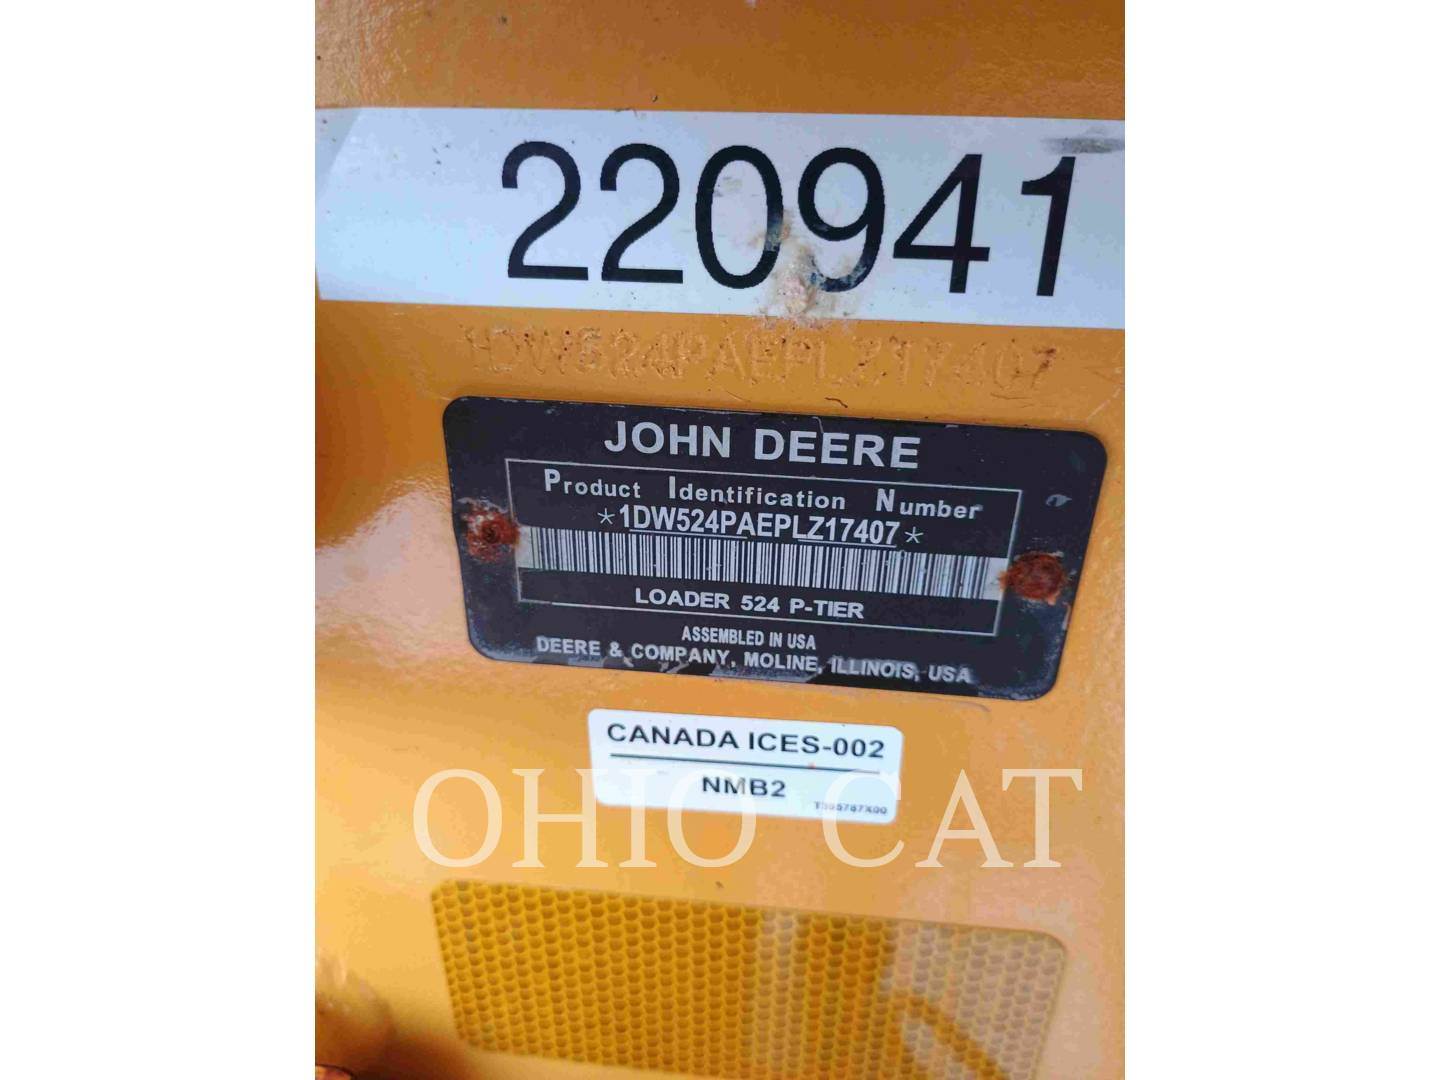 220941
1DW524PAEPLZ17407
JOHN DEERE
Product Identification Number
*1DW524PAEPLZ17407*
LOADER 524 P-TIER
ASSEMBLED IN USA
DEERE & COMPANY, MOLINE, ILLINOIS, USA
CANADA ICES-002
NMB2
OHIO CAT